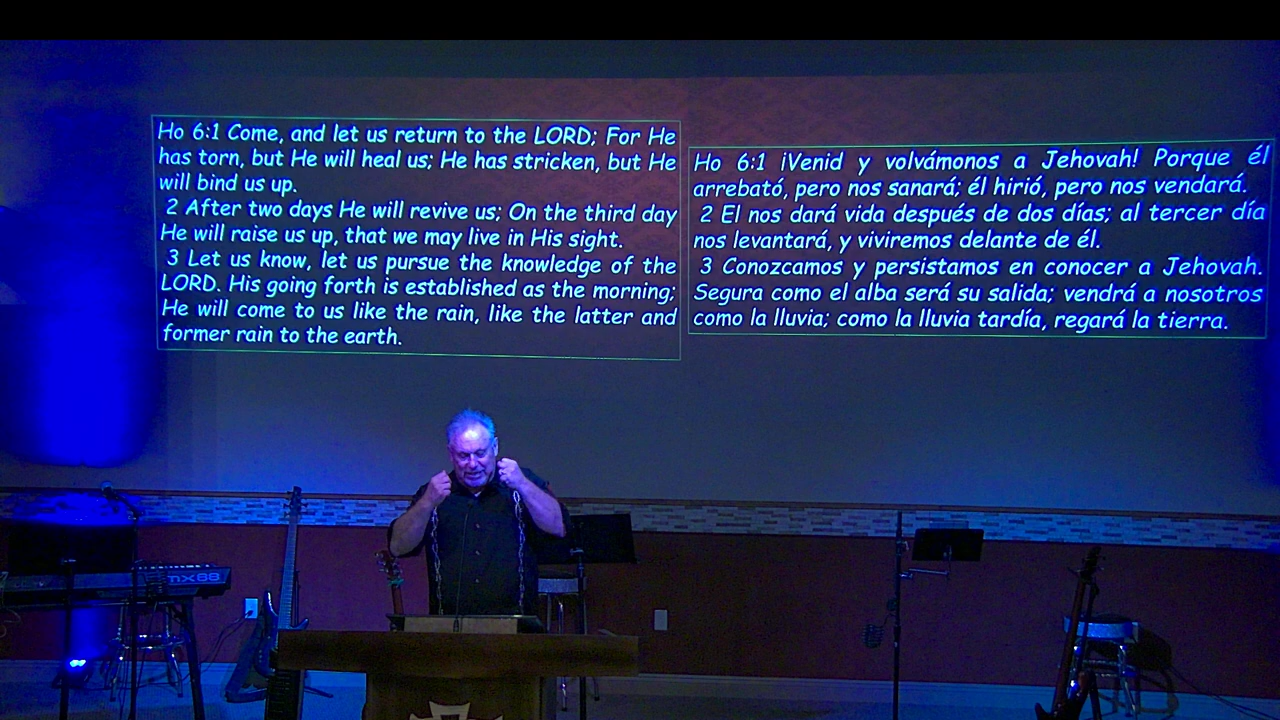 Ho 6:1 Come, and let us return to the LORD; For He
has torn, but He will heal us; He has stricken, but He
will bind us up.
2 After two days He will revive us; On the third day
He will raise us up, that we may live in His sight.
3 Let us know, let us pursue the knowledge of the
LORD. His going forth is established as the morning;
He will come to us like the rain, like the latter and
former rain to the earth.
Ho 6:1 ¡Venid y volvámonos a Jehovah! Porque él
arrebató, pero nos sanará; él hirió, pero nos vendará.
2 El nos dará vida después de dos días; al tercer día
nos levantará, y viviremos delante de él.
3 Conozcamos y persistamos en conocer a Jehovah.
Segura como el alba será su salida; vendrá a nosotros
como la lluvia; como la lluvia tardía, regará la tierra.
mx88